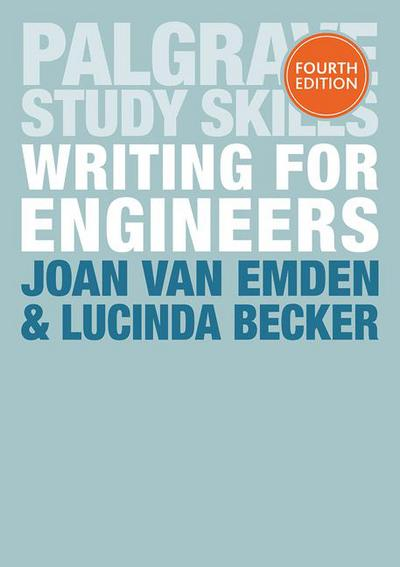 PALGRAVE
STUDY SKILLS
FOURTH
EDITION
WRITING FOR
ENGINEERS
JOAN VAN EMDEN
& LUCINDA BECKER